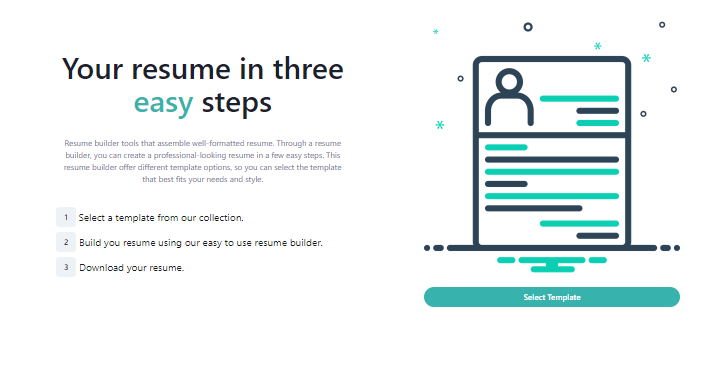 Your resume in three
easy steps
Resume builder tools that assemble well-formatted resume. Through a resume
builder, you can create a professional-looking resume in a few easy steps. This
resume builder offer different template options, so you can select the template
that best fits your needs and style.
1 Select a template from our collection.
2 Build you resume using our easy to use resume builder.
3 Download your resume.
Select Template